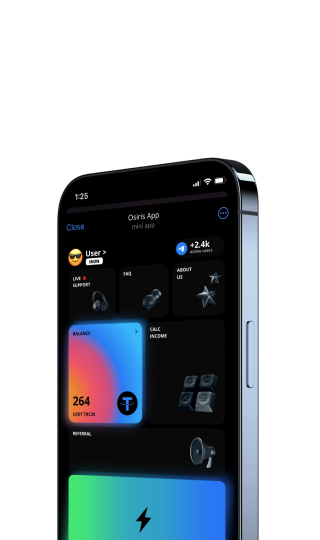 1:25
Osiris App
Close
mini app
User >
IRON
+2.4k
active users
LIVE
SUPPORT
FAQ
ABOUT
US
BALANCE
CALC
INCOME
264
USDT TRC20
REFERRAL